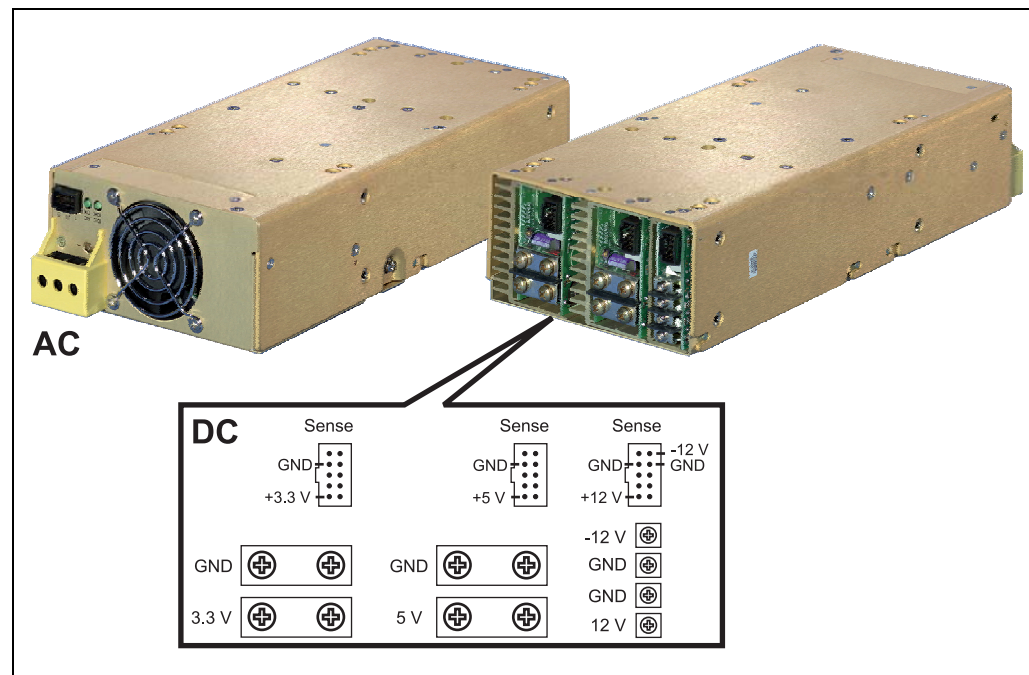 AC
DC
Sense
GND
+3.3 V
Sense
GND
+5 V
Sense
-12 V
GND
GND
+12 V
GND
3.3 V
GND
5 V
-12 V
GND
GND
12 V